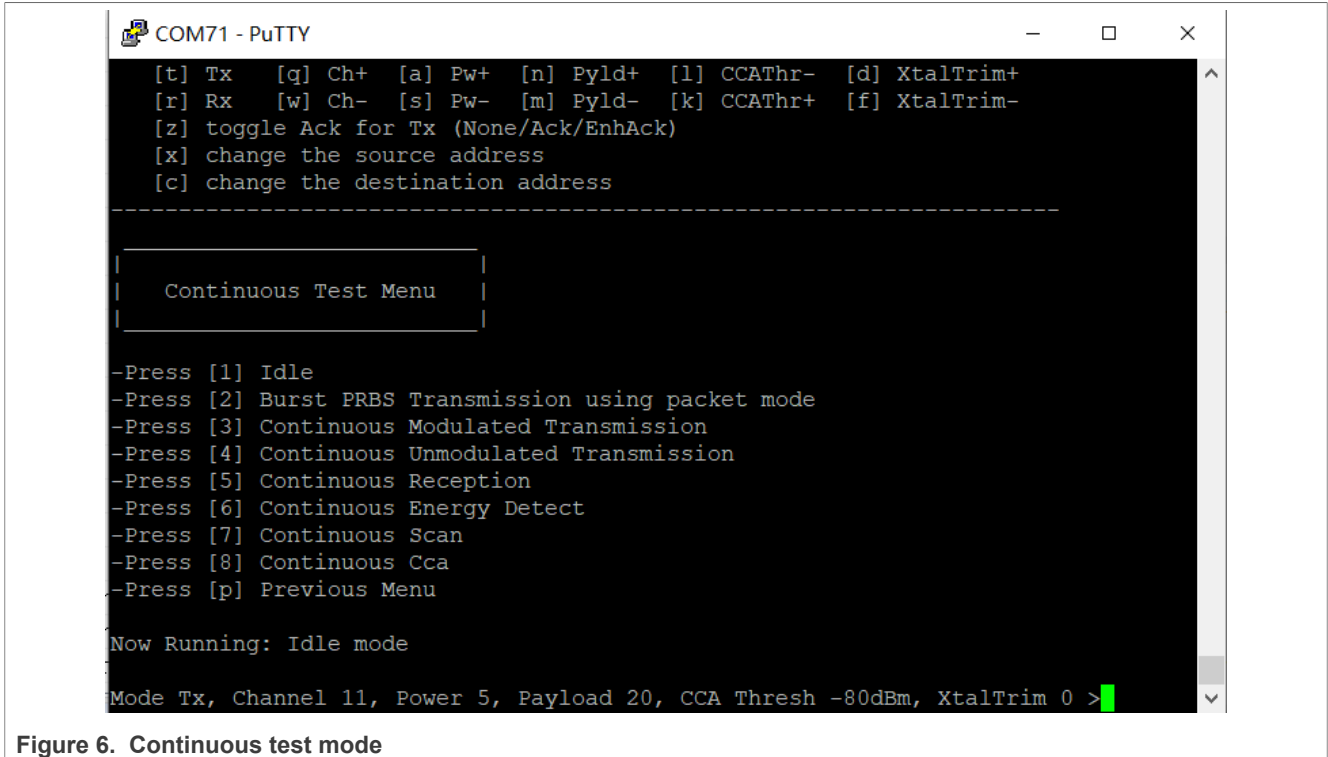 COM71 - PuTTY
[t] Tx [q] Ch+ [a] Pw+ [n] Pyld+ [l] CCAThr- [d] XtalTrim+
[r] Rx [w] Ch- [s] Pw- [m] Pyld- [k] CCAThr+ [f] XtalTrim-
[z] toggle Ack for Tx (None/Ack/EnhAck)
[x] change the source address
[c] change the destination address
----------------------------------------------------------------------
Continuous Test Menu
-Press [1] Idle
-Press [2] Burst PRBS Transmission using packet mode
-Press [3] Continuous Modulated Transmission
-Press [4] Continuous Unmodulated Transmission
-Press [5] Continuous Reception
-Press [6] Continuous Energy Detect
-Press [7] Continuous Scan
-Press [8] Continuous Cca
-Press [p] Previous Menu
Now Running: Idle mode
Mode Tx, Channel 11, Power 5, Payload 20, CCA Thresh -80dBm, XtalTrim 0 >
Figure 6. Continuous test mode